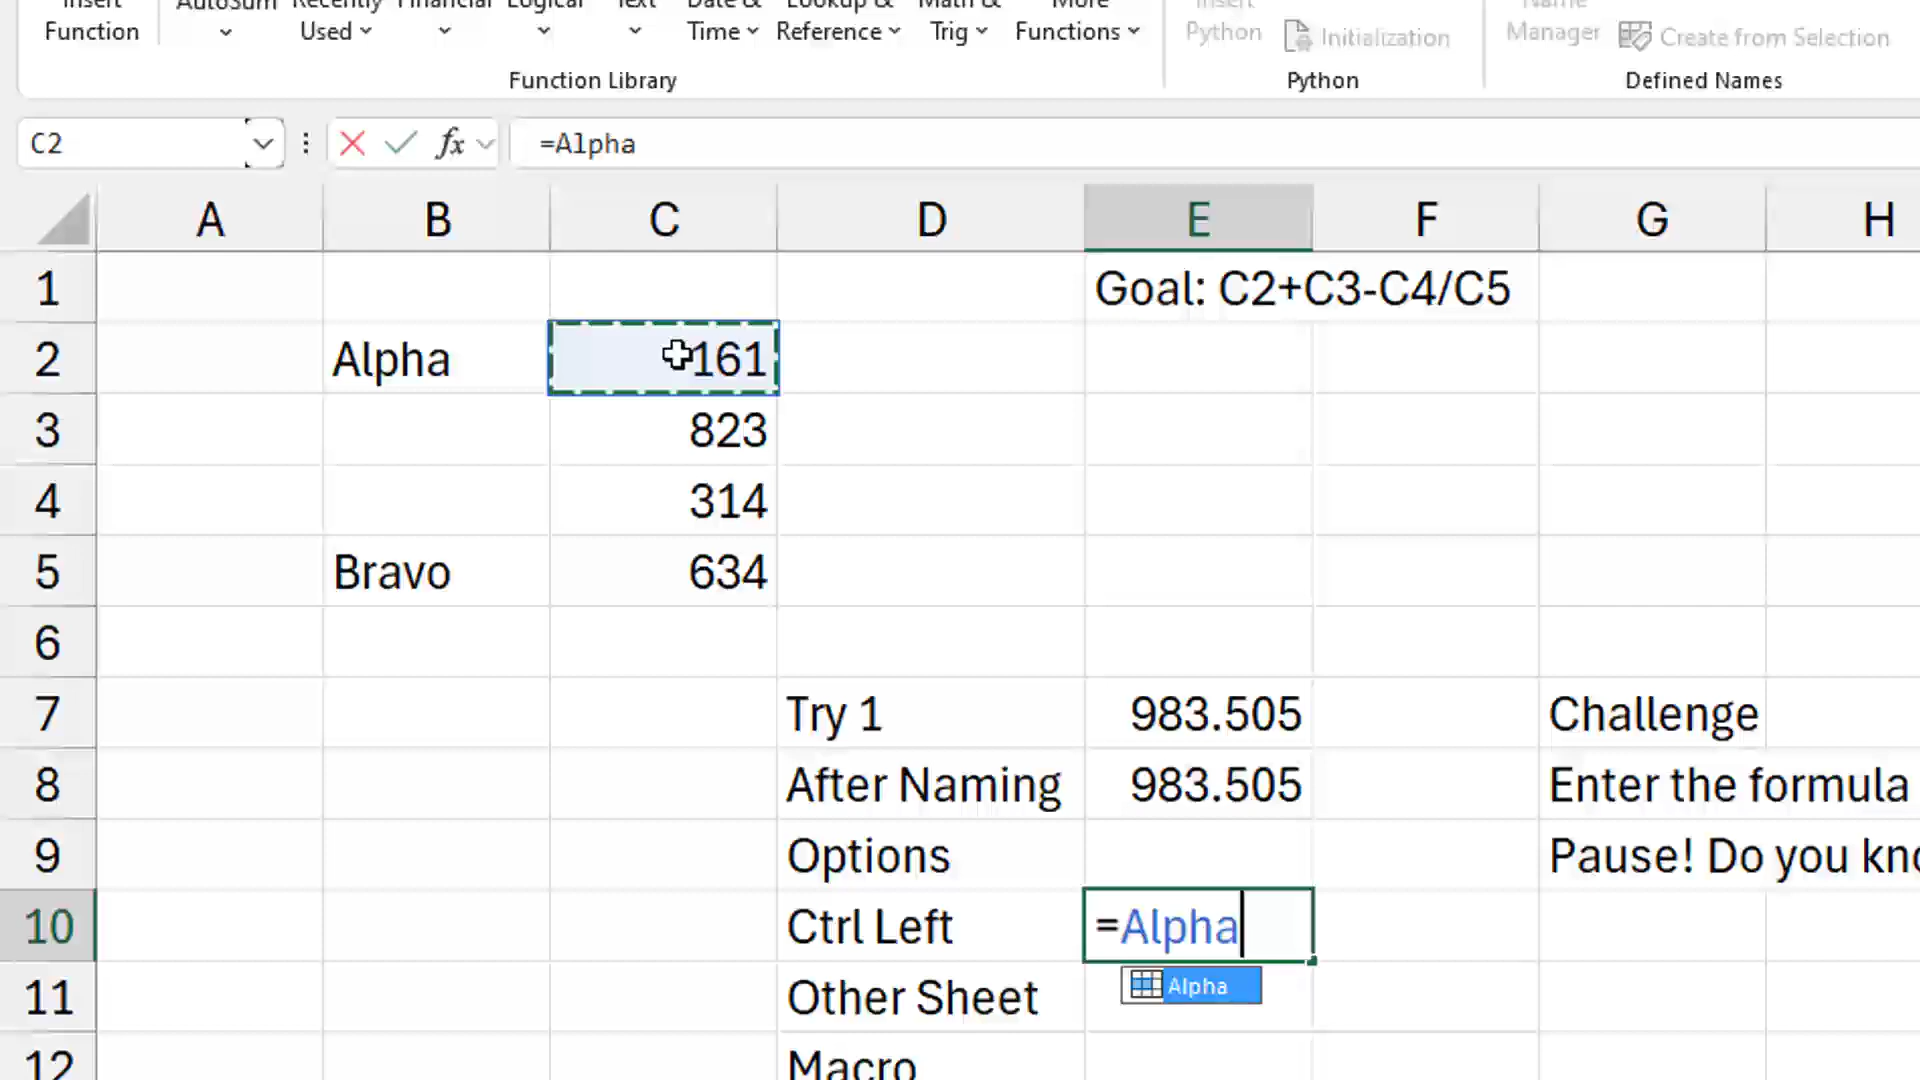 Insert Function
AutoSum
Recently Used
Financial
Logical
Text
Date & Time
Lookup & Reference
Math & Trig
More Functions
Insert Python
Initialization
Name Manager
Create from Selection
Function Library
Python
Defined Names
C2
fx
=Alpha
A B C D E F G H
1 Goal: C2+C3-C4/C5
2 Alpha 161
3 823
4 314
5 Bravo 634
6
7 Try 1 983.505 Challenge
8 After Naming 983.505 Enter the formula
9 Options Pause! Do you kno
10 Ctrl Left =Alpha
Alpha
11 Other Sheet
12 Macro